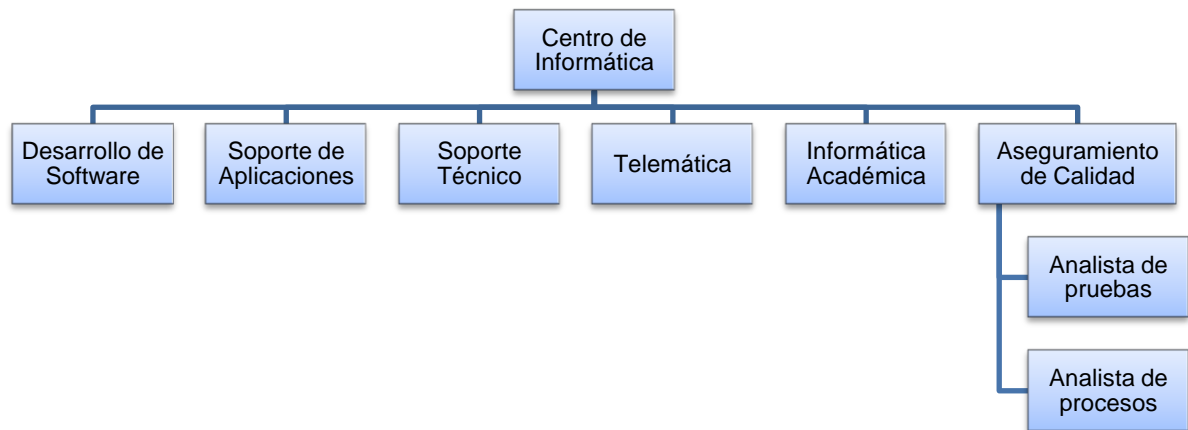 Centro de
Informática
Desarrollo de
Software
Soporte de
Aplicaciones
Soporte
Técnico
Telemática
Informática
Académica
Aseguramiento
de Calidad
Analista de
pruebas
Analista de
procesos